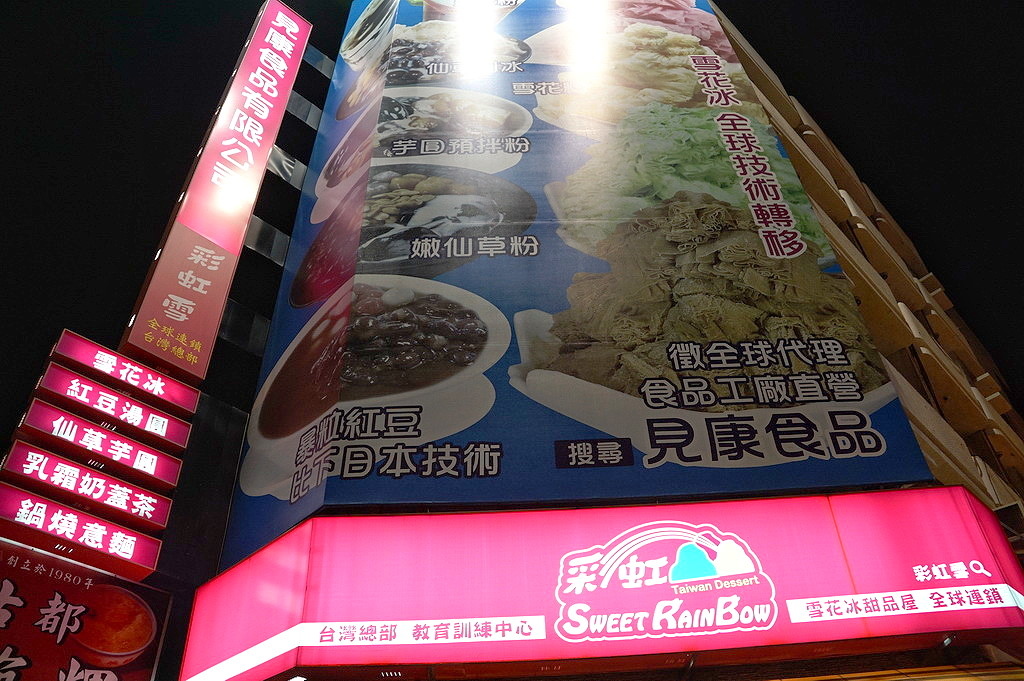 見康食品有限公司
彩虹雪
全球連鎖
台灣總部
雪花冰
紅豆湯圓
仙草芋圓
乳霜奶蓋茶
鍋燒意麵
創立於1980年
古都
芋圓預拌粉
嫩仙草粉
紅豆
比下日本技術
雪花冰 全球技術轉移
徵全球代理
食品工廠直營
搜尋 見康食品
彩虹
Taiwan Dessert
SWEET RAINBOW
台灣總部 教育訓練中心
彩虹雪
雪花冰甜品屋 全球連鎖